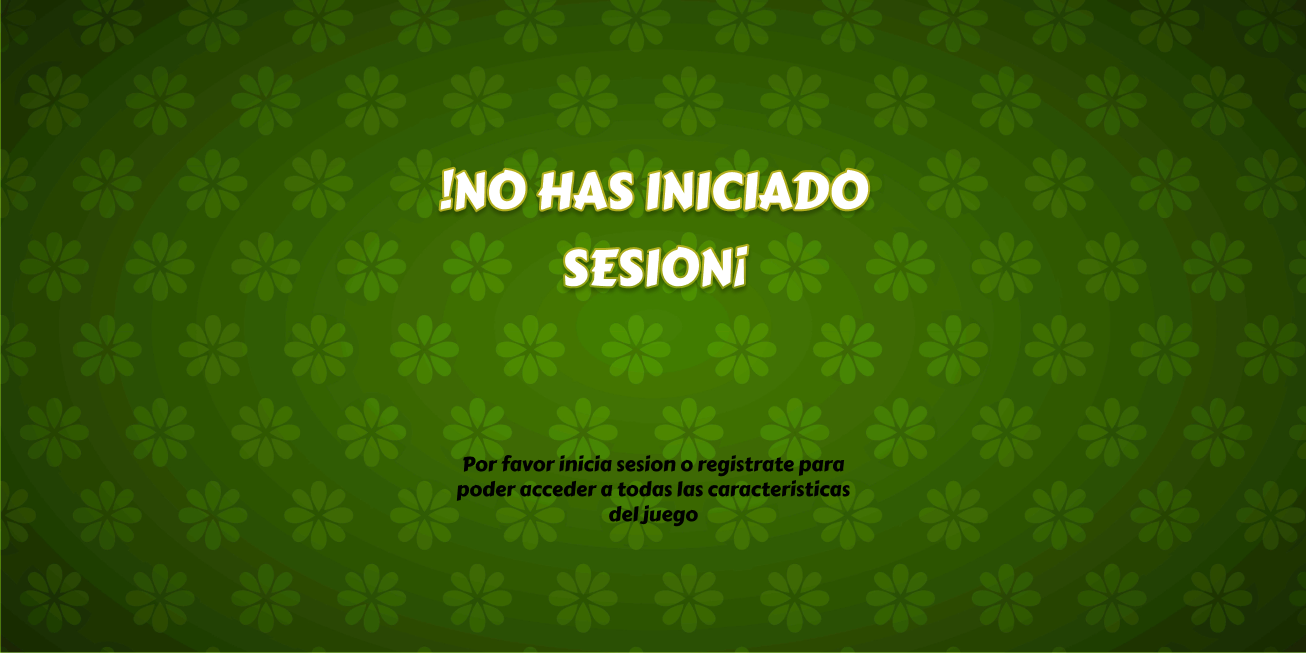 !NO HAS INICIADO
SESION¡
Por favor inicia sesion o registrate para
poder acceder a todas las caracteristicas
del juego